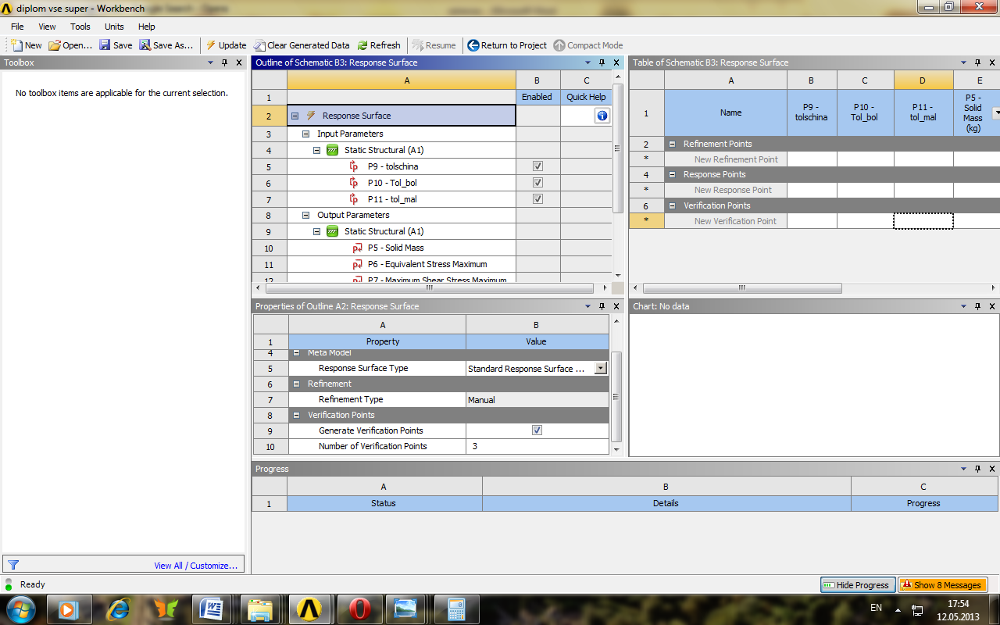 diplom vse super - Workbench
File View Tools Units Help
New Open... Save Save As... Update Clear Generated Data Refresh Resume Return to Project Compact Mode
Toolbox
No toolbox items are applicable for the current selection.
View All / Customize...
Outline of Schematic B3: Response Surface
A B C
1 Enabled Quick Help
2 Response Surface
3 Input Parameters
4 Static Structural (A1)
5 P9 - tolschina
6 P10 - Tol_bol
7 P11 - tol_mal
8 Output Parameters
9 Static Structural (A1)
10 P5 - Solid Mass
11 P6 - Equivalent Stress Maximum
12 P7 - Maximum Shear Stress Maximum
Table of Schematic B3: Response Surface
A B C D E
1 Name P9 - tolschina P10 - Tol_bol P11 - tol_mal P5 - Solid Mass (kg)
2 Refinement Points
* New Refinement Point
4 Response Points
* New Response Point
6 Verification Points
* New Verification Point
Properties of Outline A2: Response Surface
A B
1 Property Value
4 Meta Model
5 Response Surface Type Standard Response Surface ...
6 Refinement
7 Refinement Type Manual
8 Verification Points
9 Generate Verification Points
10 Number of Verification Points 3
Chart: No data
Progress
A B C
1 Status Details Progress
Ready
Hide Progress Show 8 Messages
EN 17:54
12.05.2013